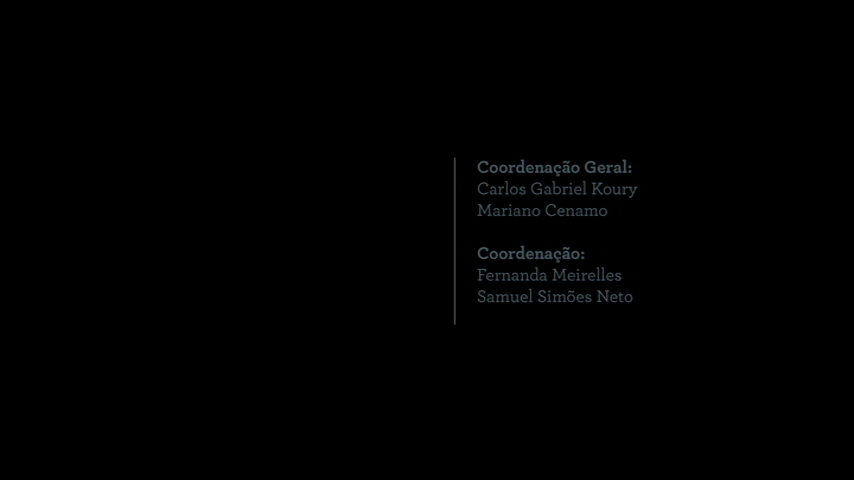 Coordenação Geral:
Carlos Gabriel Koury
Mariano Cenamo
Coordenação:
Fernanda Meirelles
Samuel Simões Neto